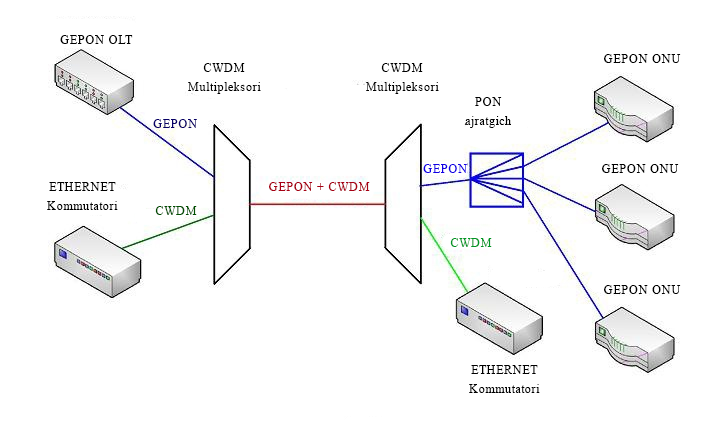 GEPON OLT
CWDM
Multipleksori
CWDM
Multipleksori
GEPON ONU
PON
ajratgich
GEPON
GEPON
GEPON ONU
ETHERNET
Kommutatori
GEPON + CWDM
CWDM
CWDM
GEPON ONU
ETHERNET
Kommutatori